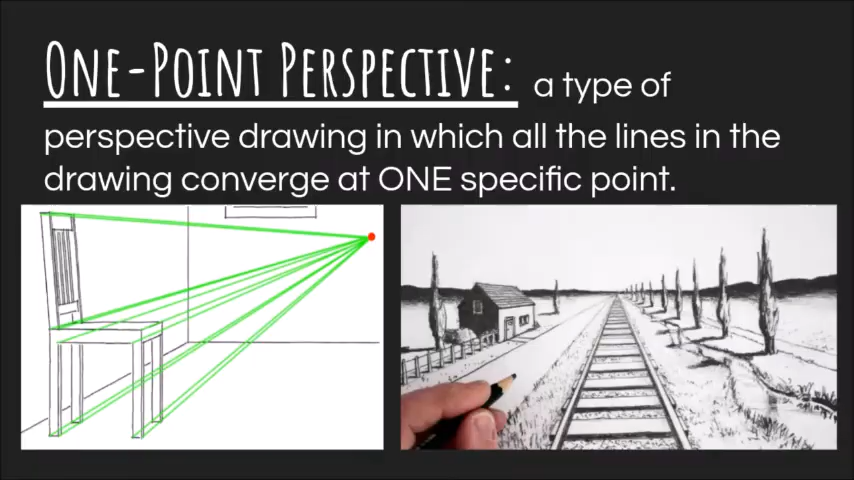 One-Point Perspective: a type of
perspective drawing in which all the lines in the
drawing converge at ONE specific point.